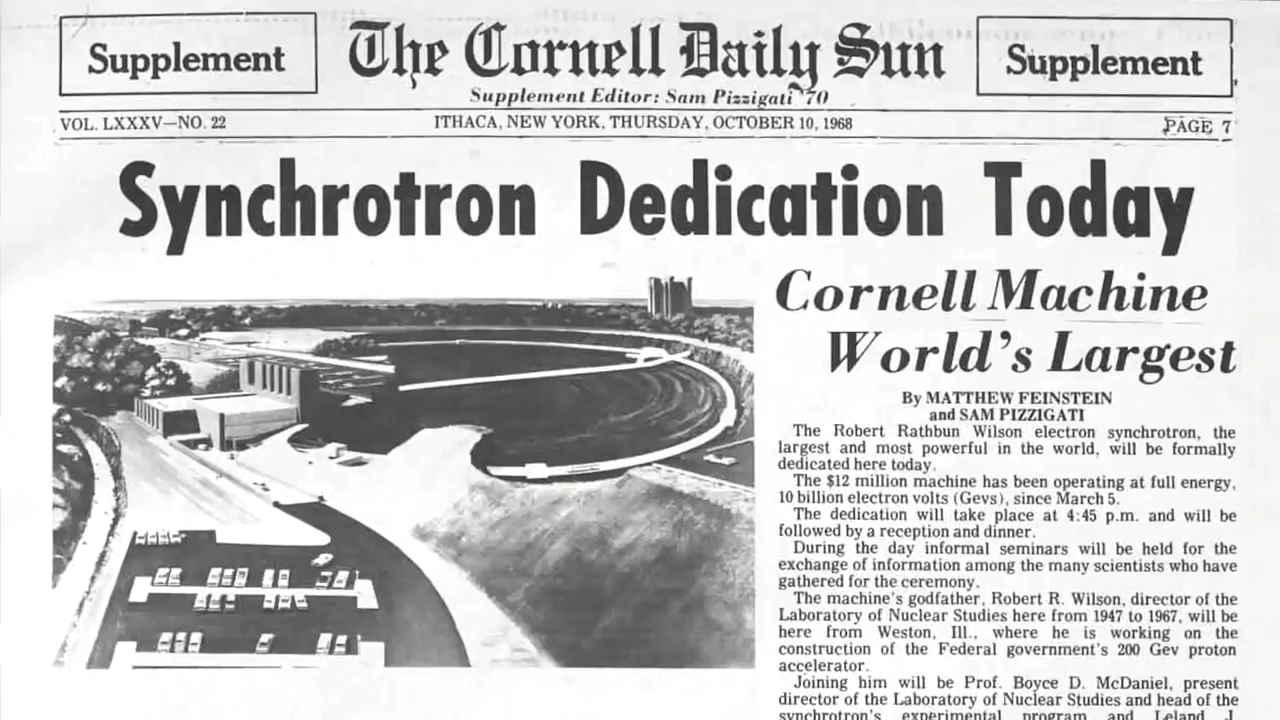 Supplement
The Cornell Daily Sun
Supplement
Supplement Editor: Sam Pizzigati '70
VOL. LXXXV—NO. 22
ITHACA, NEW YORK, THURSDAY, OCTOBER 10, 1968
PAGE 7
Synchrotron Dedication Today
Cornell Machine
World's Largest
By MATTHEW FEINSTEIN
and SAM PIZZIGATI
The Robert Rathbun Wilson electron synchrotron, the
largest and most powerful in the world, will be formally
dedicated here today.
The $12 million machine has been operating at full energy,
10 billion electron volts (Gevs), since March 5.
The dedication will take place at 4:45 p.m. and will be
followed by a reception and dinner.
During the day informal seminars will be held for the
exchange of information among the many scientists who have
gathered for the ceremony.
The machine's godfather, Robert R. Wilson, director of the
Laboratory of Nuclear Studies here from 1947 to 1967, will be
here from Weston, Ill., where he is working on the
construction of the Federal government's 200 Gev proton
accelerator.
Joining him will be Prof. Boyce D. McDaniel, present
director of the Laboratory of Nuclear Studies and head of the
synchrotron's experimental program and Leland J.